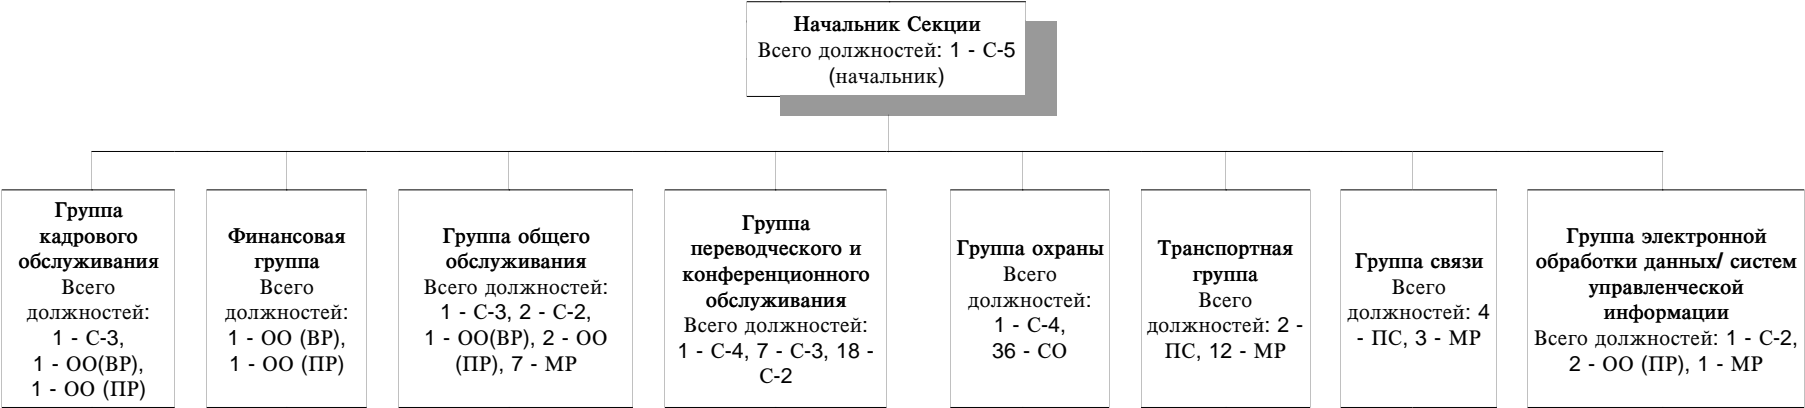 Начальник Секции
Всего должностей: 1 - С-5
(начальник)
Группа
кадрового
обслуживания
Всего
должностей:
1 - С-3,
1 - ОО(ВР),
1 - ОО (ПР)
Финансовая
группа
Всего
должностей:
1 - ОО (ВР),
1 - ОО (ПР)
Группа общего
обслуживания
Всего должностей:
1 - С-3, 2 - С-2,
1 - ОО(ВР), 2 - ОО
(ПР), 7 - МР
Группа
переводческого и
конференционного
обслуживания
Всего должностей:
1 - С-4, 7 - С-3, 18 -
С-2
Группа охраны
Всего
должностей:
1 - С-4,
36 - СО
Транспортная
группа
Всего
должностей: 2 -
ПС, 12 - МР
Группа связи
Всего
должностей: 4
- ПС, 3 - МР
Группа электронной
обработки данных/ систем
управленческой
информации
Всего должностей: 1 - С-2,
2 - ОО (ПР), 1 - МР